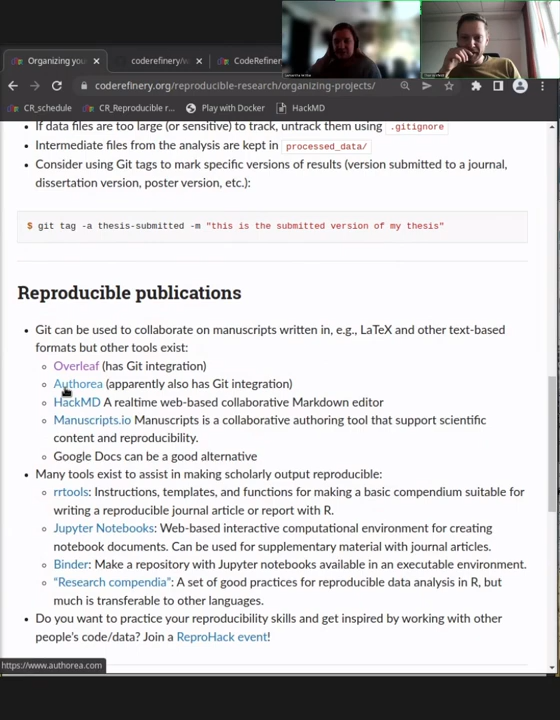 Organizing you
coderefinery/w
CodeRefiner
coderefinery.org/reproducible-research/organizing-projects/
CR_schedule
CR_Reproducible r...
Play with Docker
HackMD
If data files are too large (or sensitive) to track, untrack them using .gitignore
Intermediate files from the analysis are kept in processed_data/
Consider using Git tags to mark specific versions of results (version submitted to a journal,
dissertation version, poster version, etc.):
$ git tag -a thesis-submitted -m "this is the submitted version of my thesis"
Reproducible publications
Git can be used to collaborate on manuscripts written in, e.g., LaTeX and other text-based
formats but other tools exist:
Overleaf (has Git integration)
Authorea (apparently also has Git integration)
HackMD A realtime web-based collaborative Markdown editor
Manuscripts.io Manuscripts is a collaborative authoring tool that support scientific
content and reproducibility.
Google Docs can be a good alternative
Many tools exist to assist in making scholarly output reproducible:
rrtools: Instructions, templates, and functions for making a basic compendium suitable for
writing a reproducible journal article or report with R.
Jupyter Notebooks: Web-based interactive computational environment for creating
notebook documents. Can be used for supplementary material with journal articles.
Binder: Make a repository with Jupyter notebooks available in an executable environment.
"Research compendia": A set of good practices for reproducible data analysis in R, but
much is transferable to other languages.
Do you want to practice your reproducibility skills and get inspired by working with other
people's code/data? Join a ReproHack event!
https://www.authorea.com